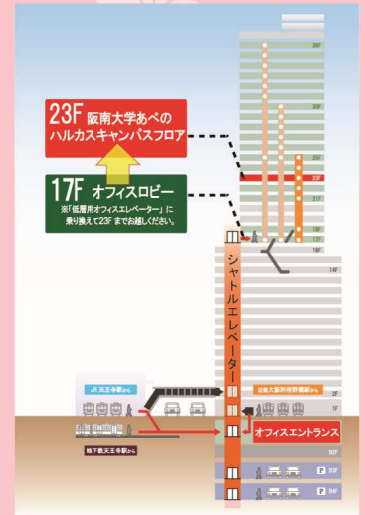 36F
30F
23F 阪南大学あべの
ハルカスキャンパスフロア
25F
23F
21F
17F オフィスロビー
※「低層用オフィスエレベーター」に
乗り換えて23Fまでお越しください。
18F
17F
16F
14F
シャトルエレベーター
JR天王寺駅から
近鉄大阪阿部野橋駅から
2F
1F
オフィスエントランス
地下鉄天王寺駅から
B2F
P B3F
P B4F